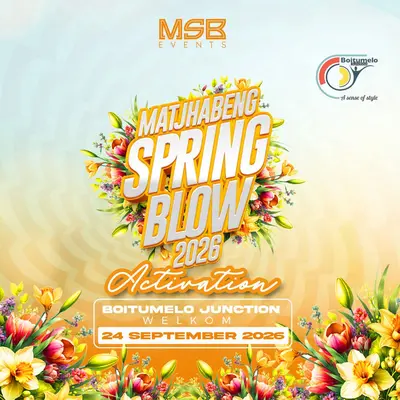 MSB
EVENTS
Boitumelo
A sense of style
MATJHABENG
SPRING
BLOW
2026
Activation
BOITUMELO JUNCTION
WELKOM
24 SEPTEMBER 2026